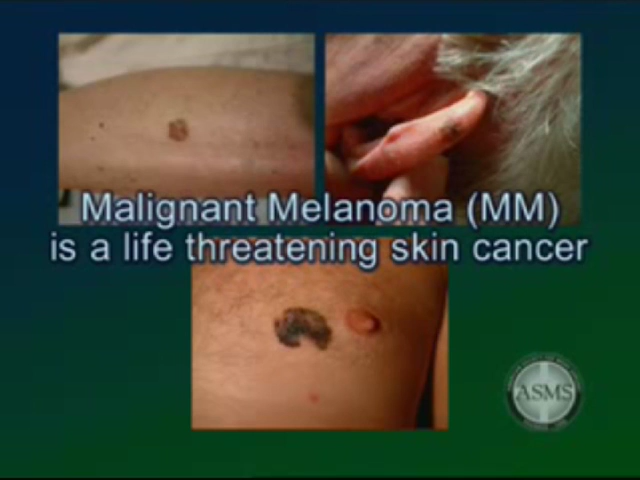 Malignant Melanoma (MM)
is a life threatening skin cancer
ASMS